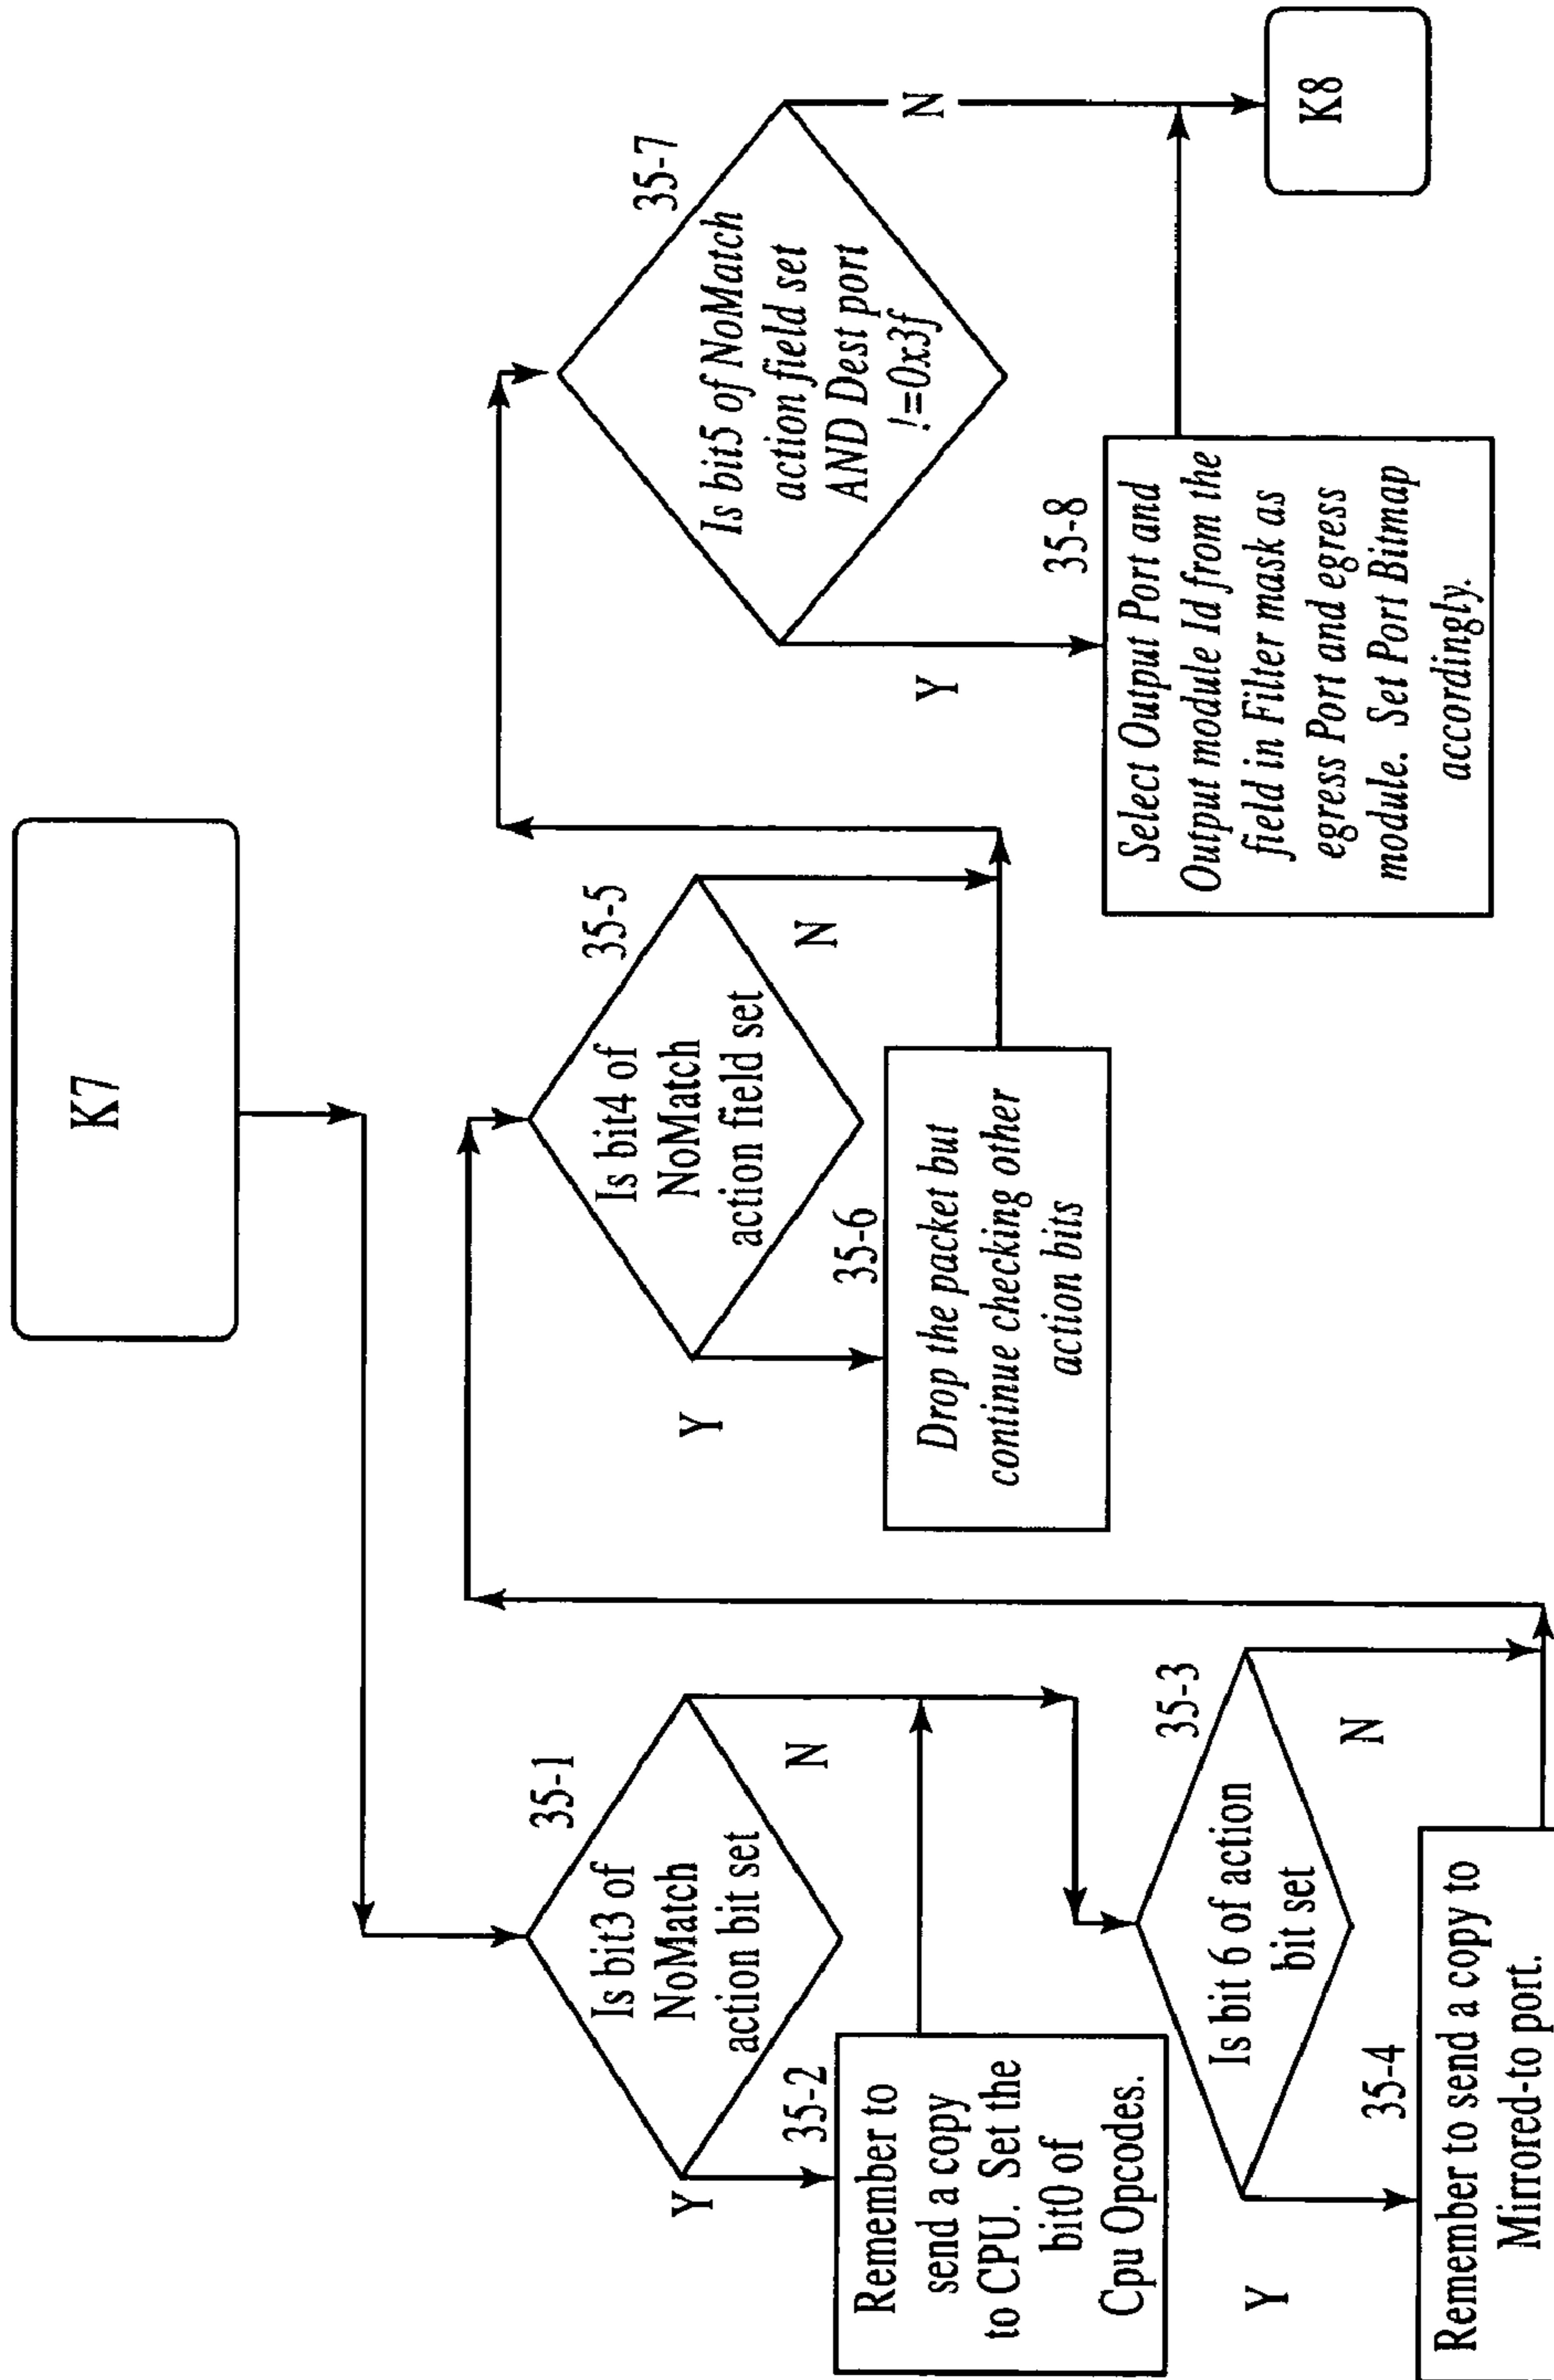 K7
35-1
Is bit3 of
NoMatch
action bit set
Y
N
35-2
Remember to
send a copy
to CPU. Set the
bit0 of
Cpu Opcodes.
35-3
Is bit 6 of action
bit set
Y
N
35-4
Remember to send a copy to
Mirrored-to port.
35-5
Is bit4 of
NoMatch
action field set
Y
N
35-6
Drop the packet but
continue checking other
action bits
35-7
Is bit5 of NoMatch
action field set
AND Dest port
!=0x3f
Y
N
35-8
Select Output Port and
Output module Id from the
field in Filter mask as
egress Port and egress
module. Set Port Bitmap
accordingly.
K8